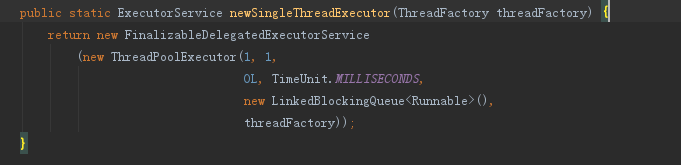 public static ExecutorService newSingleThreadExecutor(ThreadFactory threadFactory) {
return new FinalizableDelegatedExecutorService
(new ThreadPoolExecutor(1, 1,
0L, TimeUnit.MILLISECONDS,
new LinkedBlockingQueue<Runnable>(),
threadFactory));
}